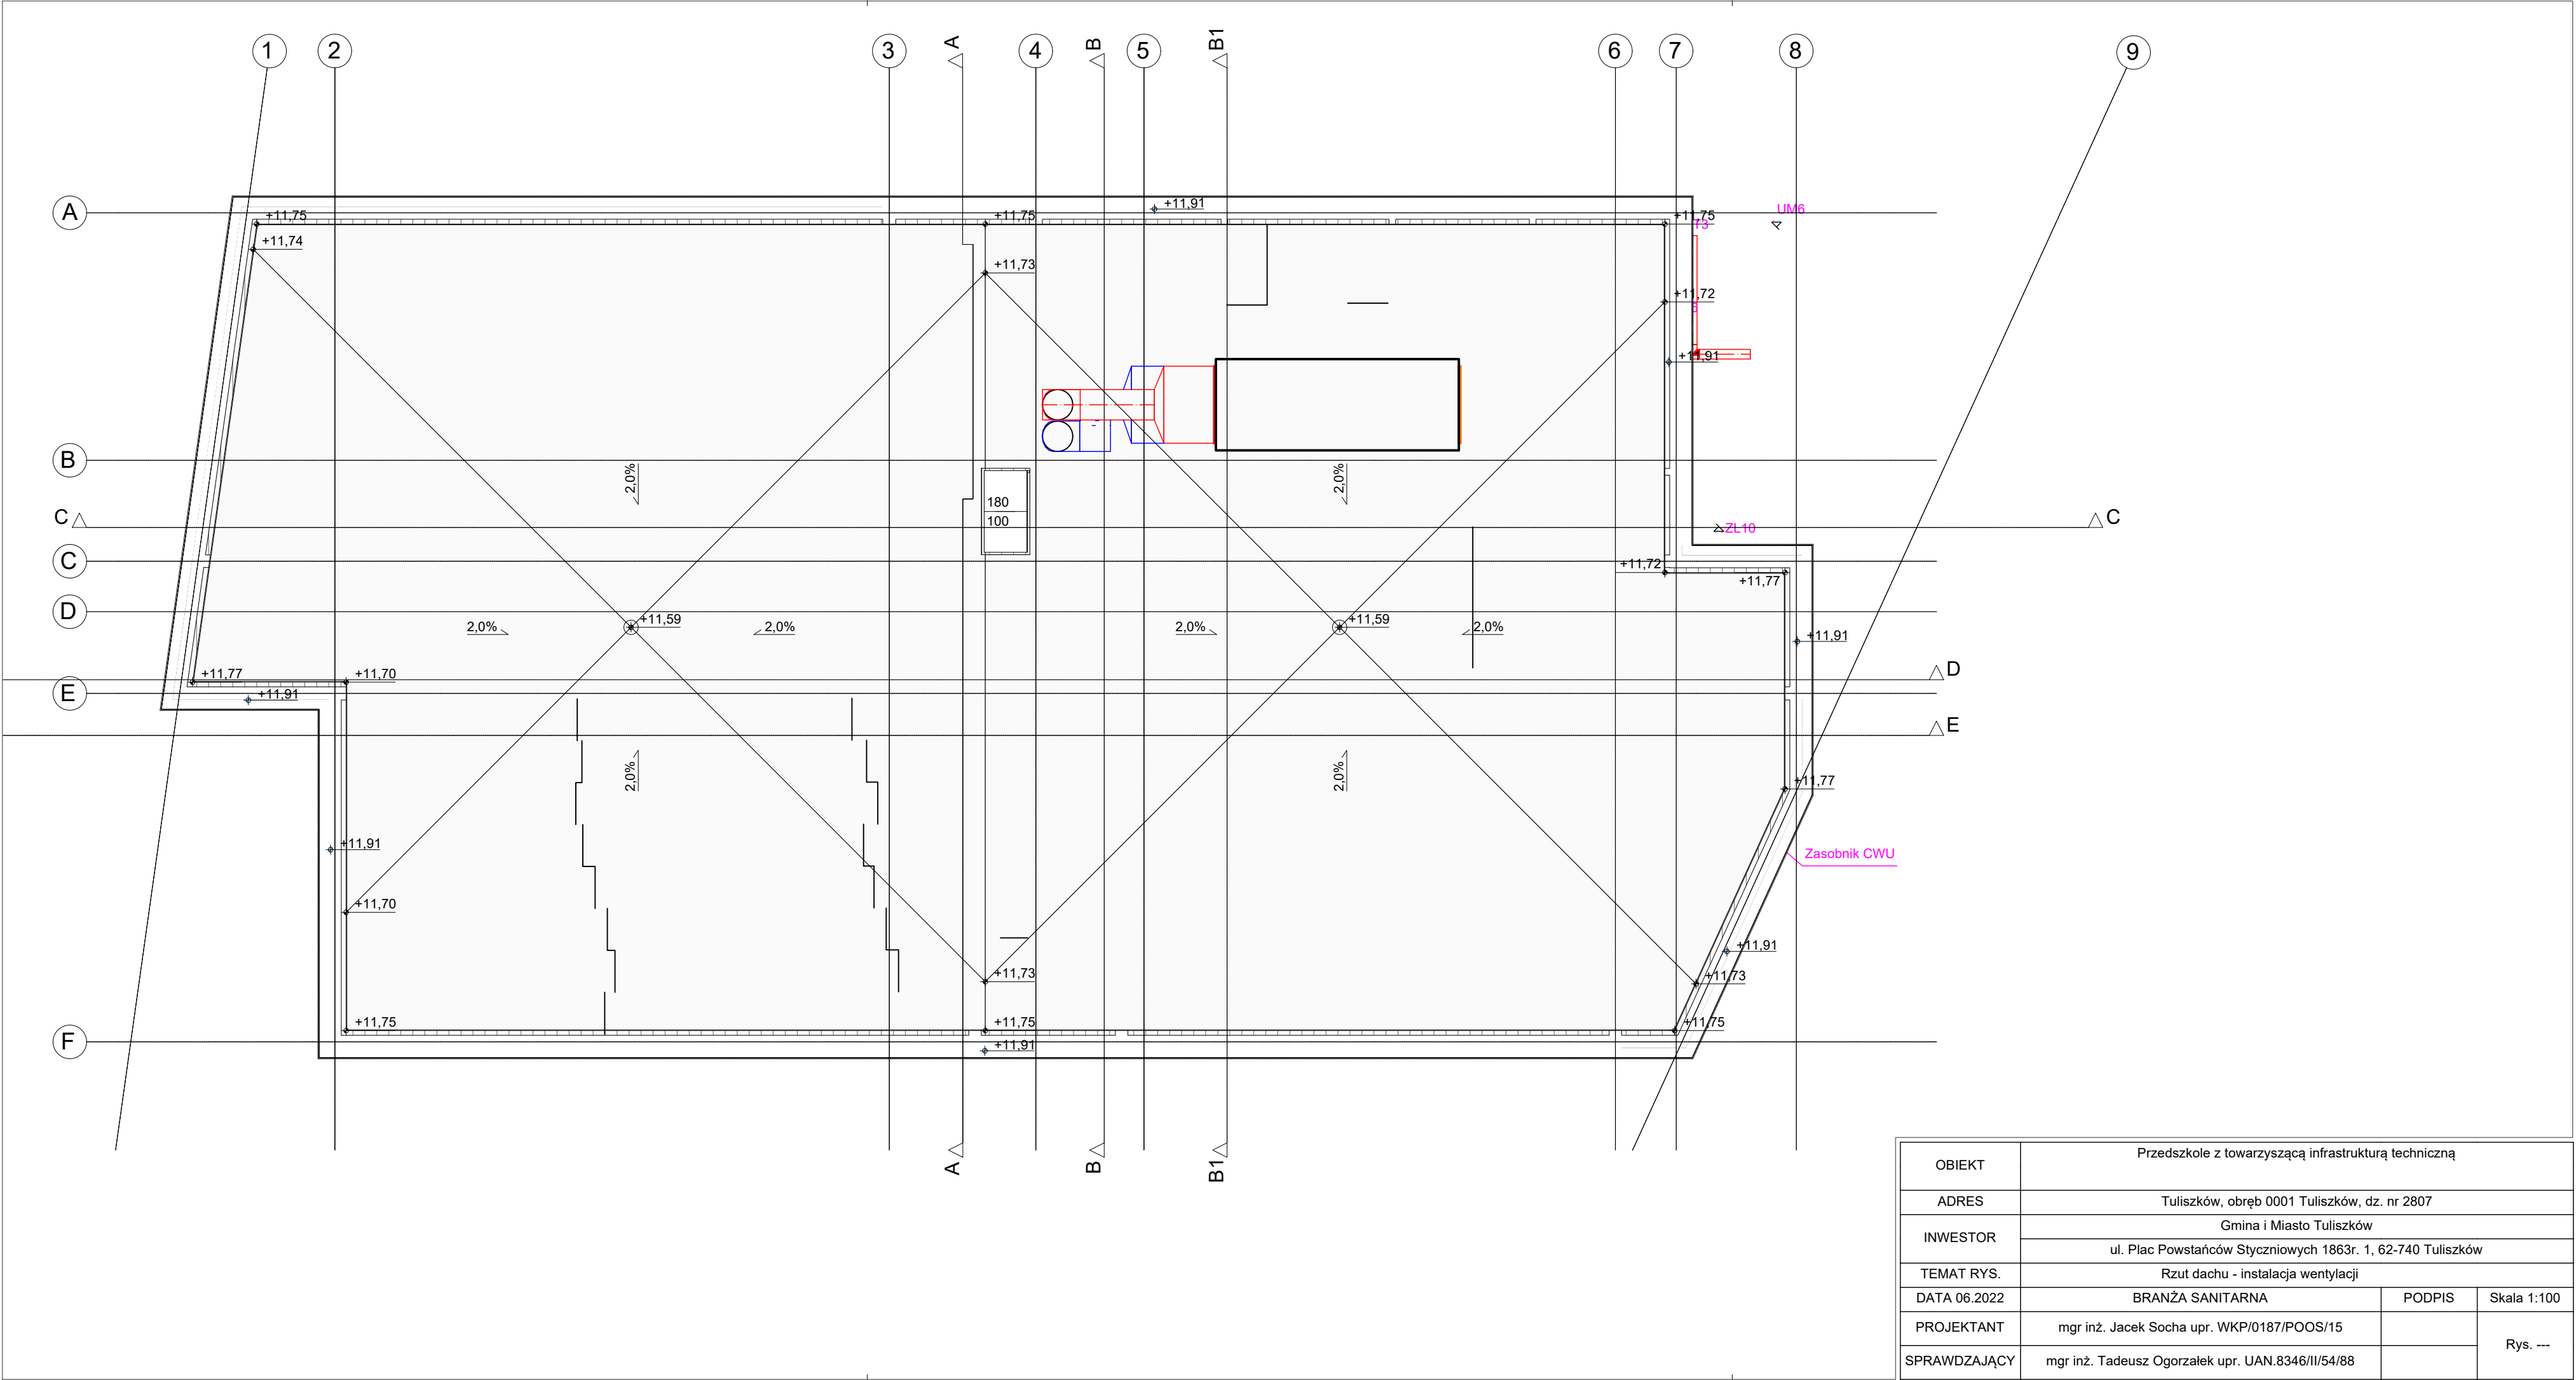 1 2 3 A 4 B 5 B1 6 7 8 9
A
+11,91
UM6
+11,75 +11,75 +11,75
+11,74
+11,73
+11,72
+11,91
B
2,0% 2,0%
180
100
C C
ZL10
C
+11,72
+11,77
D
2,0% +11,59 2,0% 2,0% +11,59 2,0%
+11,91
+11,77 +11,70
D
E
+11,91
E
2,0% 2,0%
+11,77
+11,91
Zasobnik CWU
+11,70
+11,91
+11,73 +11,73
+11,75 +11,75 +11,75
F
+11,91
A B B1
OBIEKT Przedszkole z towarzyszącą infrastrukturą techniczną
ADRES Tuliszków, obręb 0001 Tuliszków, dz. nr 2807
INWESTOR Gmina i Miasto Tuliszków
ul. Plac Powstańców Styczniowych 1863r. 1, 62-740 Tuliszków
TEMAT RYS. Rzut dachu - instalacja wentylacji
DATA 06.2022 BRANŻA SANITARNA PODPIS Skala 1:100
PROJEKTANT mgr inż. Jacek Socha upr. WKP/0187/POOS/15
Rys. ---
SPRAWDZAJĄCY mgr inż. Tadeusz Ogorzałek upr. UAN.8346/II/54/88